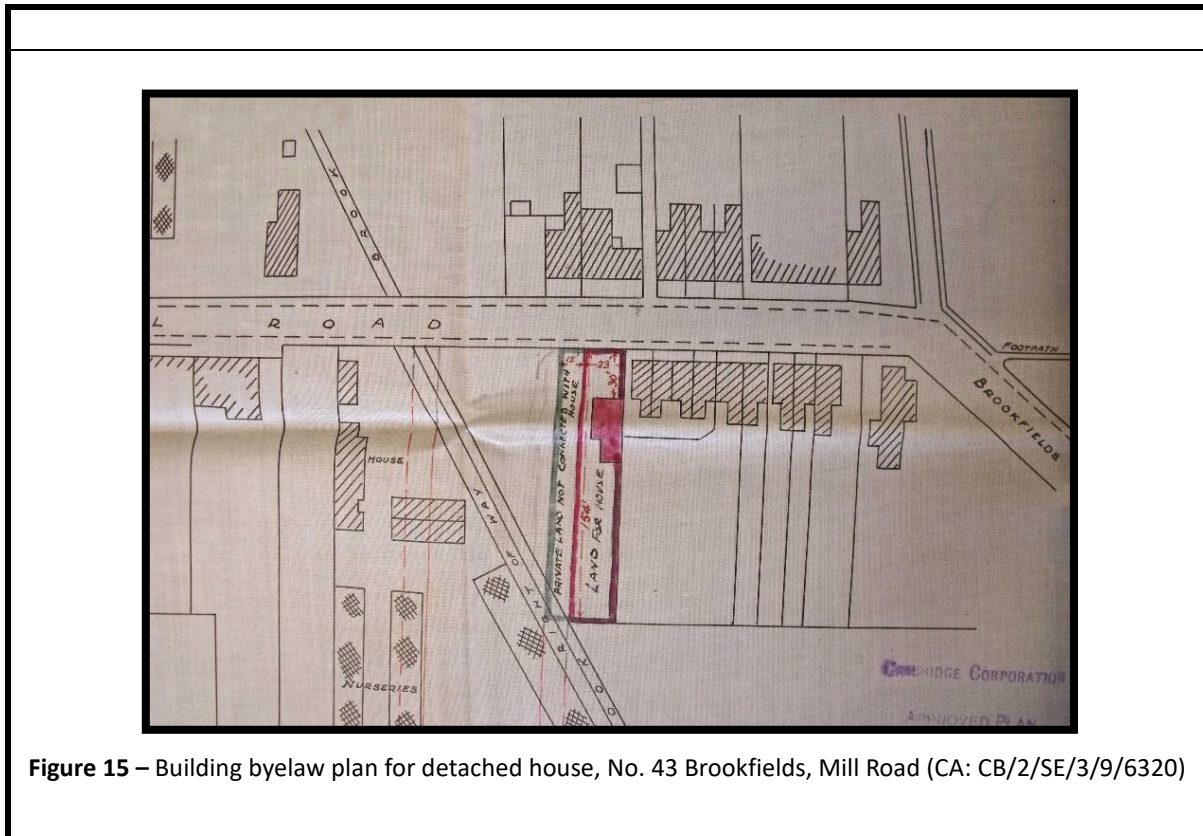 L ROAD
BROOK
FOOTPATH
BROOKFIELDS
15'
23'
30'
PRIVATE LAND NOT CONNECTED WITH
HOUSE
154'
LAND FOR HOUSE
HOUSE
RIGHT OF WAY
NURSERIES
CAMBRIDGE CORPORATION
APPROVED PLAN
Figure 15 – Building byelaw plan for detached house, No. 43 Brookfields, Mill Road (CA: CB/2/SE/3/9/6320)